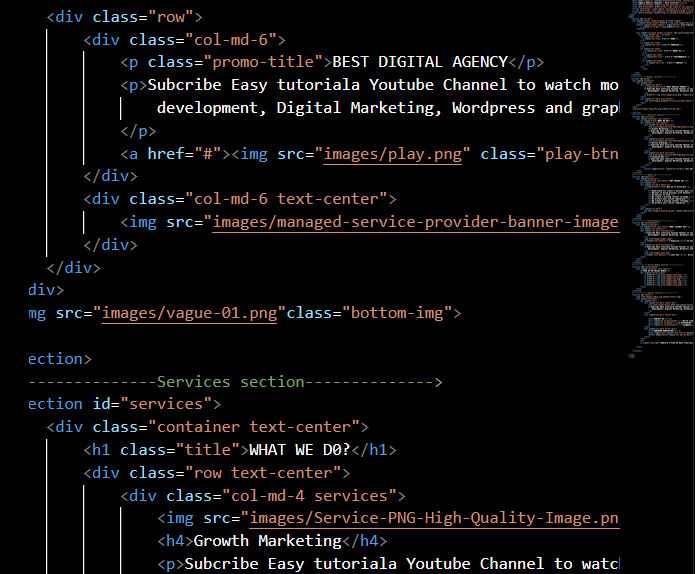 <div class="row">
<div class="col-md-6">
<p class="promo-title">BEST DIGITAL AGENCY</p>
<p>Subcribe Easy tutoriala Youtube Channel to watch mo
development, Digital Marketing, Wordpress and grap
</p>
<a href="#"><img src="images/play.png" class="play-btn
</div>
<div class="col-md-6 text-center">
<img src="images/managed-service-provider-banner-image
</div>
</div>
div>
mg src="images/vague-01.png"class="bottom-img">
ection>
--------------Services section-------------->
ection id="services">
<div class="container text-center">
<h1 class="title">WHAT WE D0?</h1>
<div class="row text-center">
<div class="col-md-4 services">
<img src="images/Service-PNG-High-Quality-Image.pn
<h4>Growth Marketing</h4>
<p>Subcribe Easy tutoriala Youtube Channel to watc